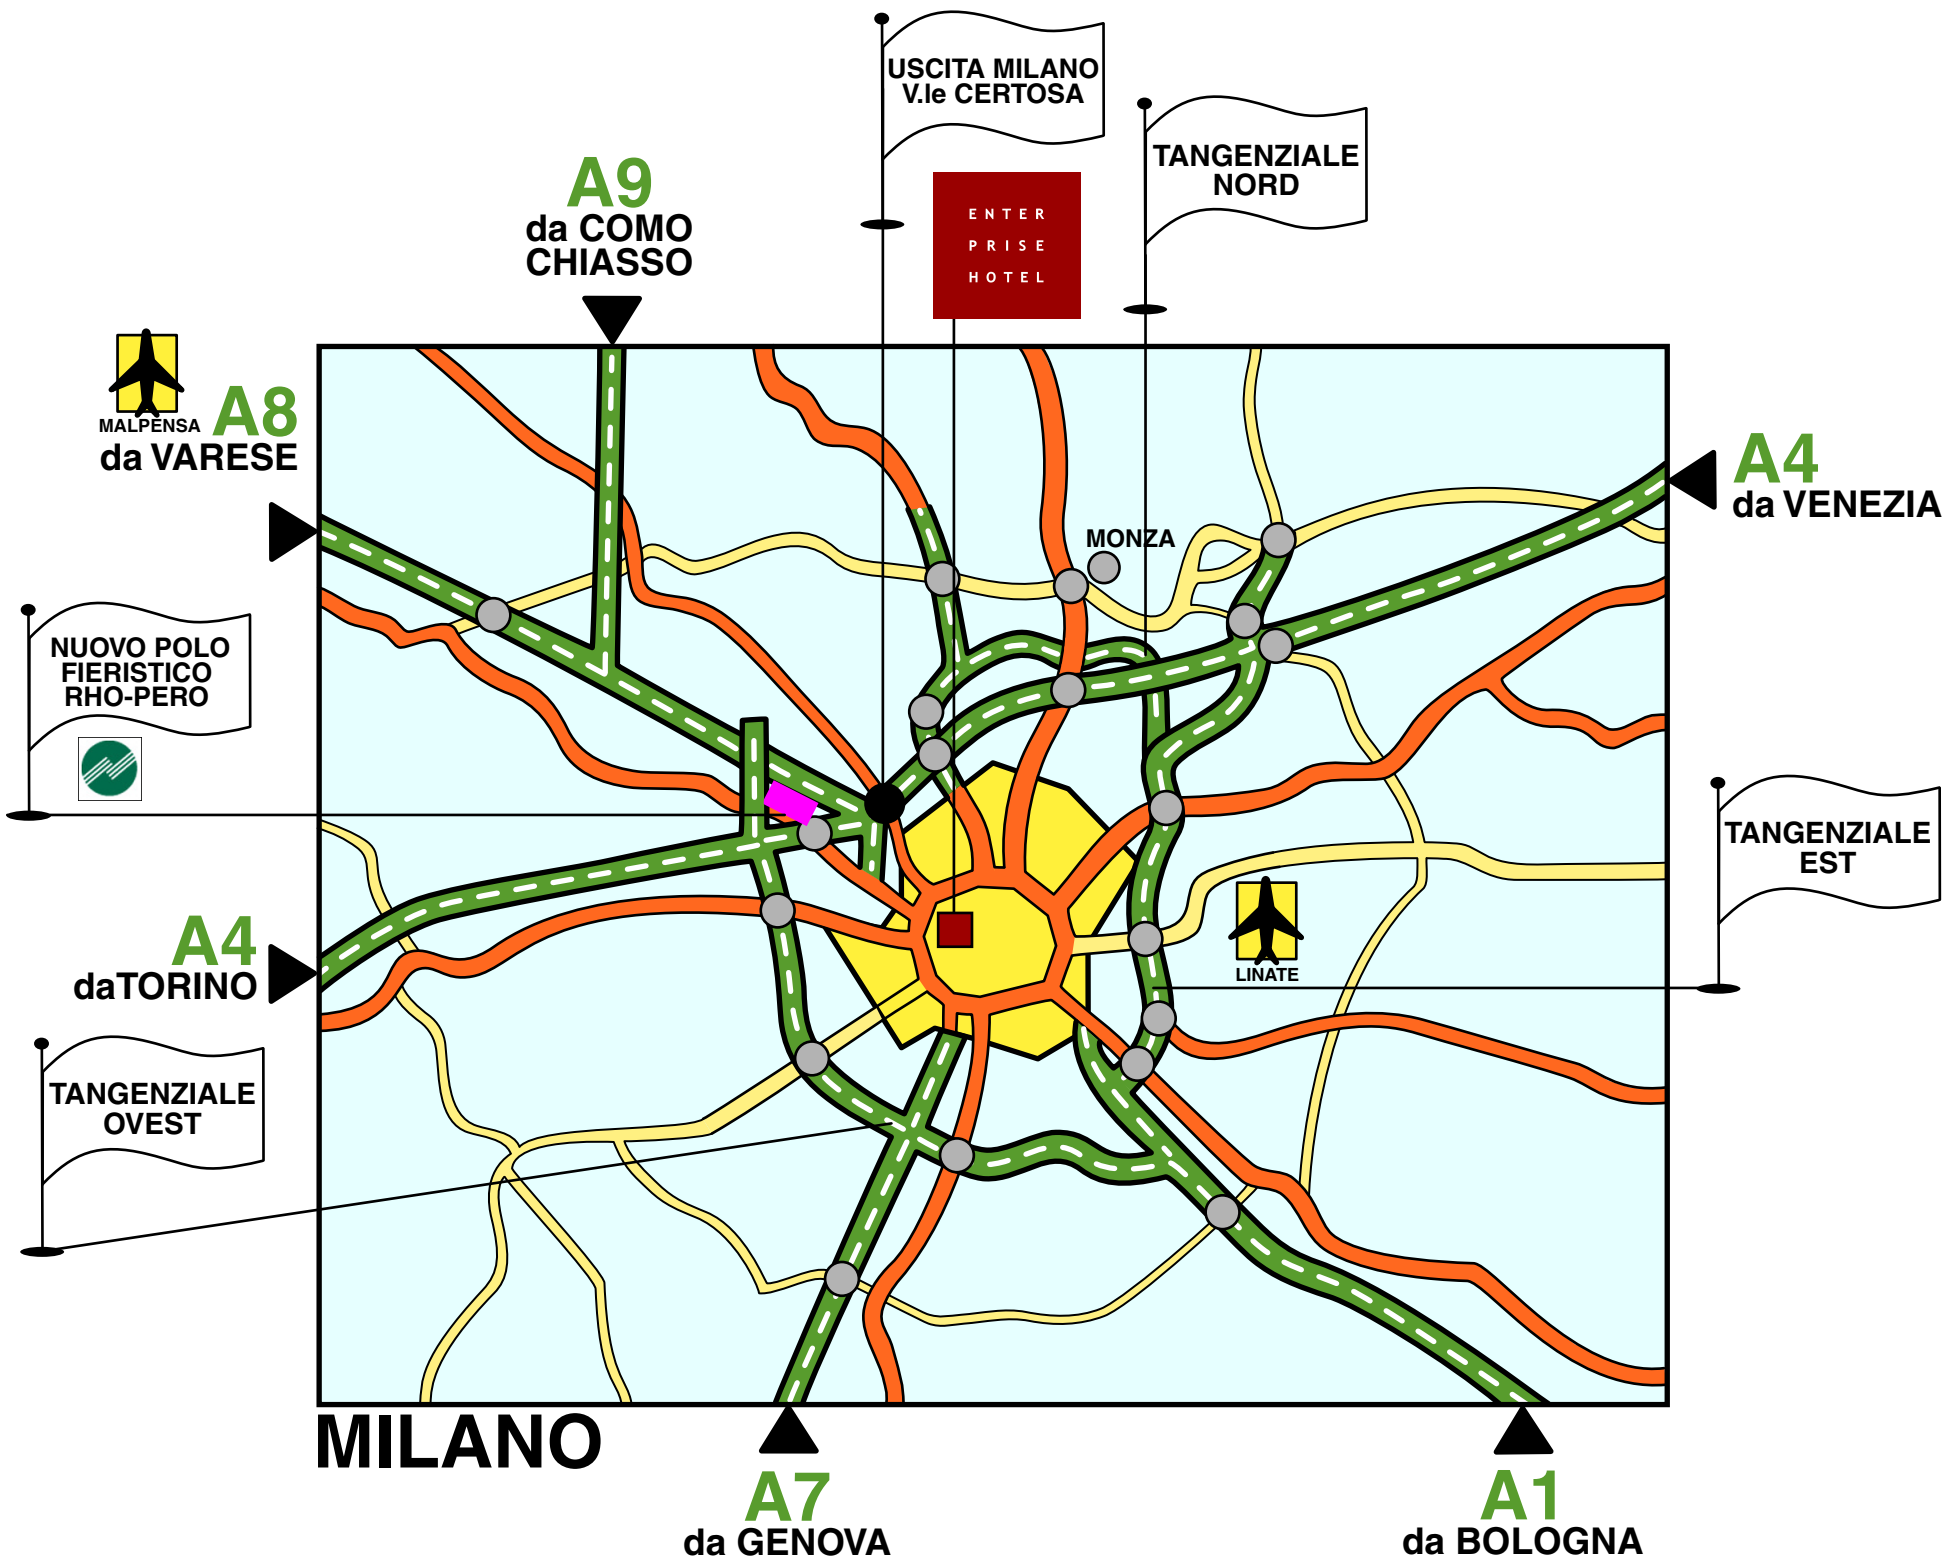 USCITA MILANO
V.le CERTOSA
TANGENZIALE
NORD
A9
da COMO
CHIASSO
ENTER
PRISE
HOTEL
MALPENSA
A8
da VARESE
A4
da VENEZIA
MONZA
NUOVO POLO
FIERISTICO
RHO-PERO
TANGENZIALE
EST
A4
daTORINO
LINATE
TANGENZIALE
OVEST
MILANO
A7
da GENOVA
A1
da BOLOGNA